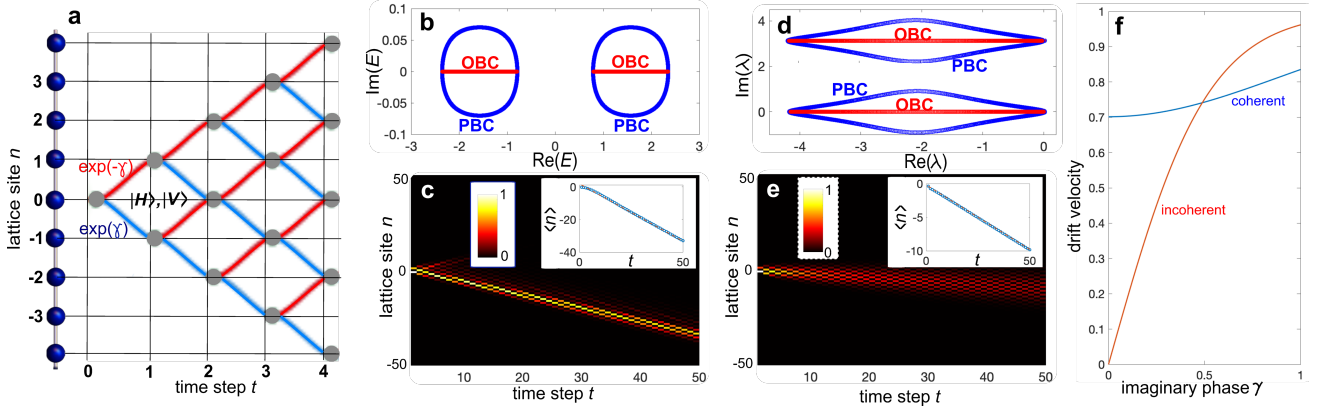 a
lattice site n
3
2
1
0
-1
-2
-3
exp(-γ)
|H⟩,|V⟩
exp(γ)
0 1 2 3 4
time step t
b
Im(E)
0.1
0.05
0
-0.05
-0.1
OBC
OBC
PBC
PBC
-3 -2 -1 0 1 2 3
Re(E)
c
lattice site n
50
0
-50
1
0
⟨n⟩
0
-20
-40
0 t 50
10 20 30 40 50
time step t
d
Im(λ)
4
2
0
OBC
PBC
PBC
OBC
-4 -3 -2 -1 0
Re(λ)
e
lattice site n
50
0
-50
1
0
⟨n⟩
0
-5
-10
0 t 50
10 20 30 40 50
time step t
f
drift velocity
1
0.9
0.8
0.7
0.6
0.5
0.4
0.3
0.2
0.1
0
coherent
incoherent
0 0.5 1
imaginary phase γ